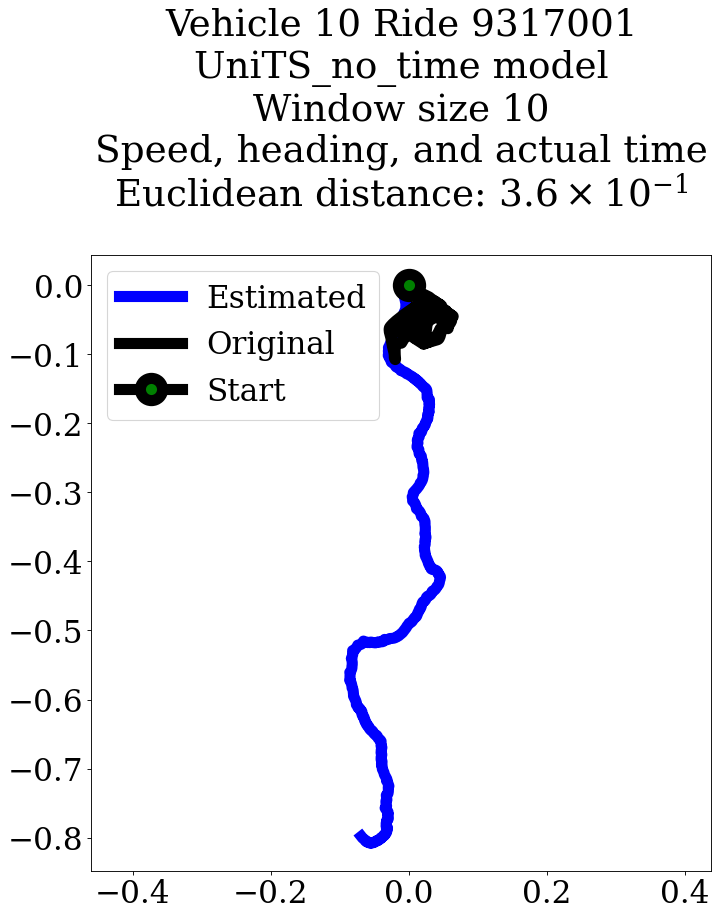 Vehicle 10 Ride 9317001
UniTS_no_time model
Window size 10
Speed, heading, and actual time
Euclidean distance: 3.6 × 10⁻¹
Estimated
Original
Start
0.0
−0.1
−0.2
−0.3
−0.4
−0.5
−0.6
−0.7
−0.8
−0.4 −0.2 0.0 0.2 0.4